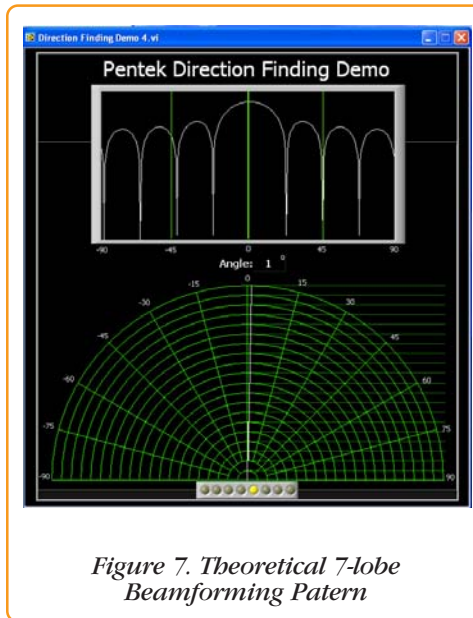 Direction Finding Demo 4.vi
Pentek Direction Finding Demo
-90 -45 0 45 90
Angle: 1 °
0
-15 15
-30 30
-45 45
-60 60
-75 75
-90 90
Figure 7. Theoretical 7-lobe
Beamforming Patern